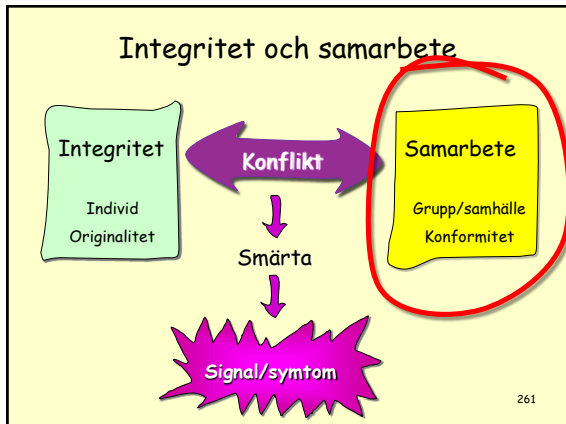 Integritet och samarbete
Integritet
Individ
Originalitet
Konflikt
Samarbete
Grupp/samhälle
Konformitet
Smärta
Signal/symtom
261